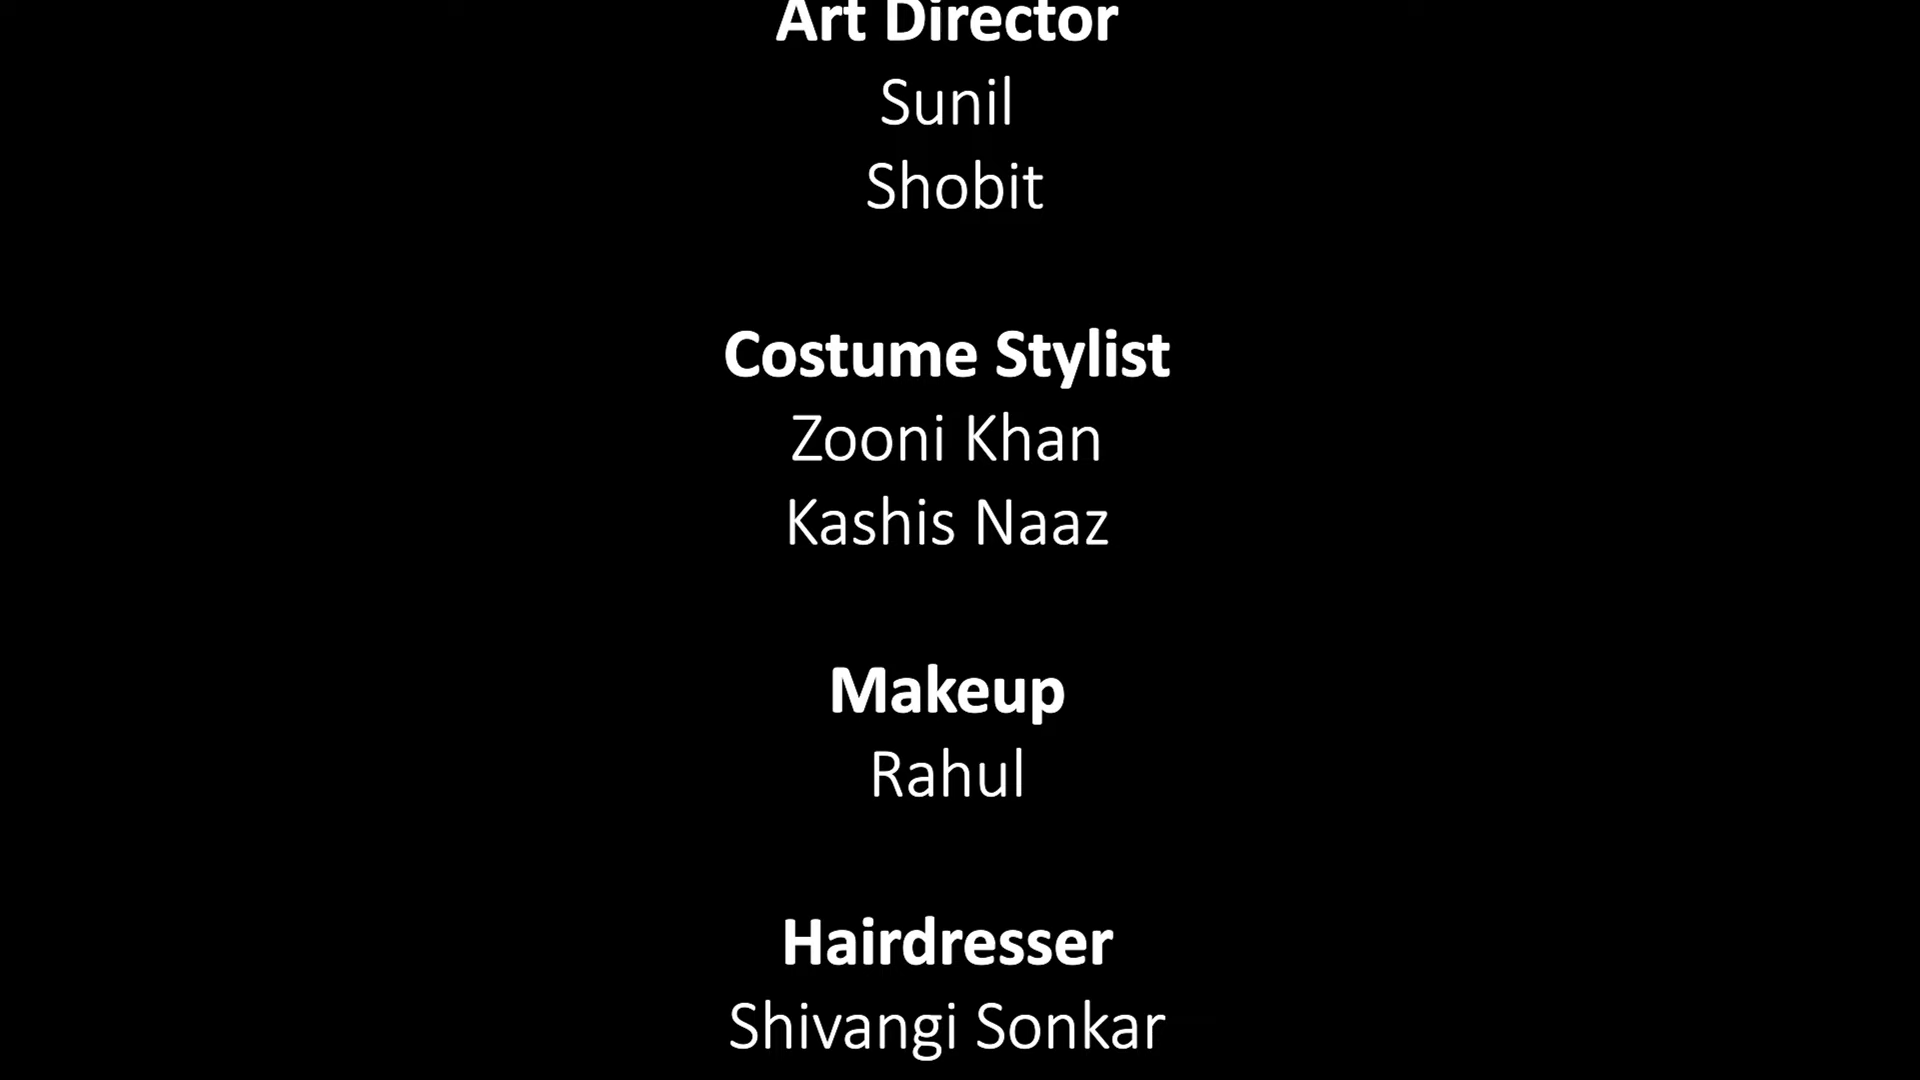 Art Director
Sunil
Shobit
Costume Stylist
Zooni Khan
Kashis Naaz
Makeup
Rahul
Hairdresser
Shivangi Sonkar